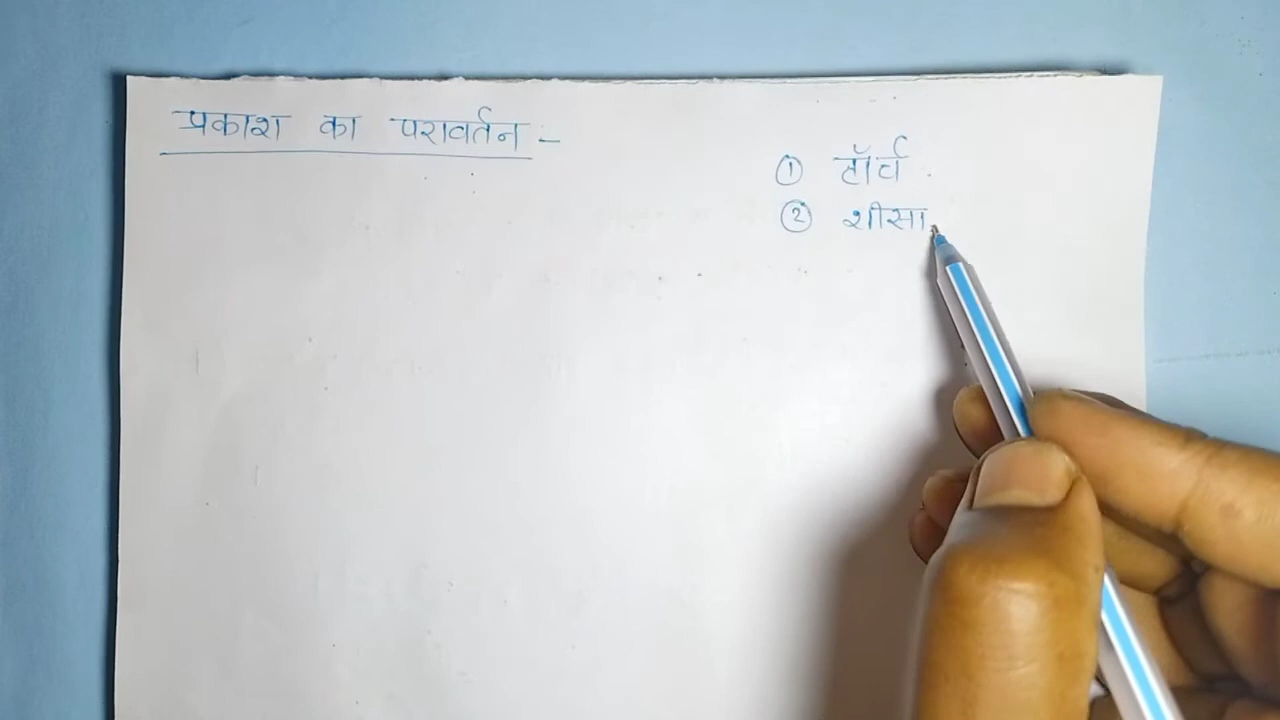 प्रकाश का परावर्तन :-
① टॉर्च
② शीसा